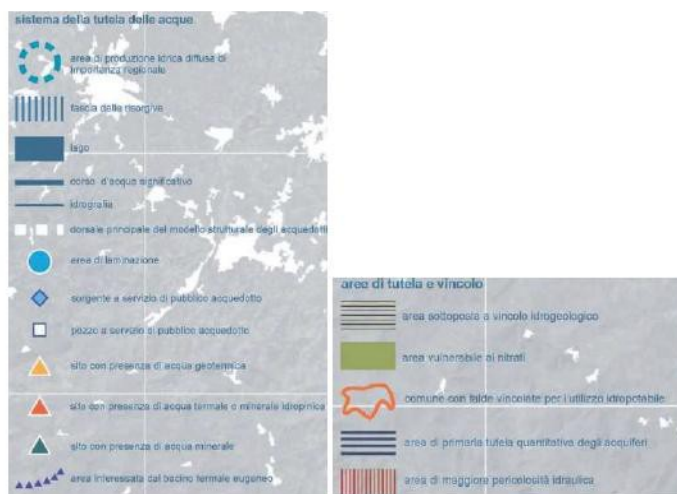 sistema della tutela delle acque
area di produzione idrica diffusa di
importanza regionale
fascia delle risorgive
lago
corso d'acqua significativo
idrografia
dorsale principale del modello strutturale degli acquedotti
area di laminazione
sorgente a servizio di pubblico acquedotto
pozzo a servizio di pubblico acquedotto
sito con presenza di acqua geotermica
sito con presenza di acqua termale o minerale idropinica
sito con presenza di acqua minerale
area interessata dal bacino termale euganeo
aree di tutela e vincolo
area sottoposta a vincolo idrogeologico
area vulnerabile ai nitrati
comune con falde vincolate per l'utilizzo idropotabile
area di primaria tutela quantitativa degli acquiferi
area di maggiore pericolosità idraulica